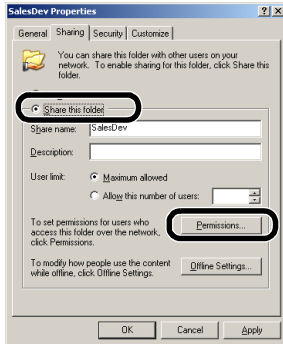 SalesDev Properties
General
Sharing
Security
Customize
You can share this folder with other users on your
network. To enable sharing for this folder, click Share this
folder.
Share this folder
Share name: SalesDev
Description:
User limit: Maximum allowed
Allow this number of users:
To set permissions for users who
access this folder over the network,
click Permissions.
Permissions...
To modify how people use the content
while offline, click Offline Settings.
Offline Settings...
OK
Cancel
Apply